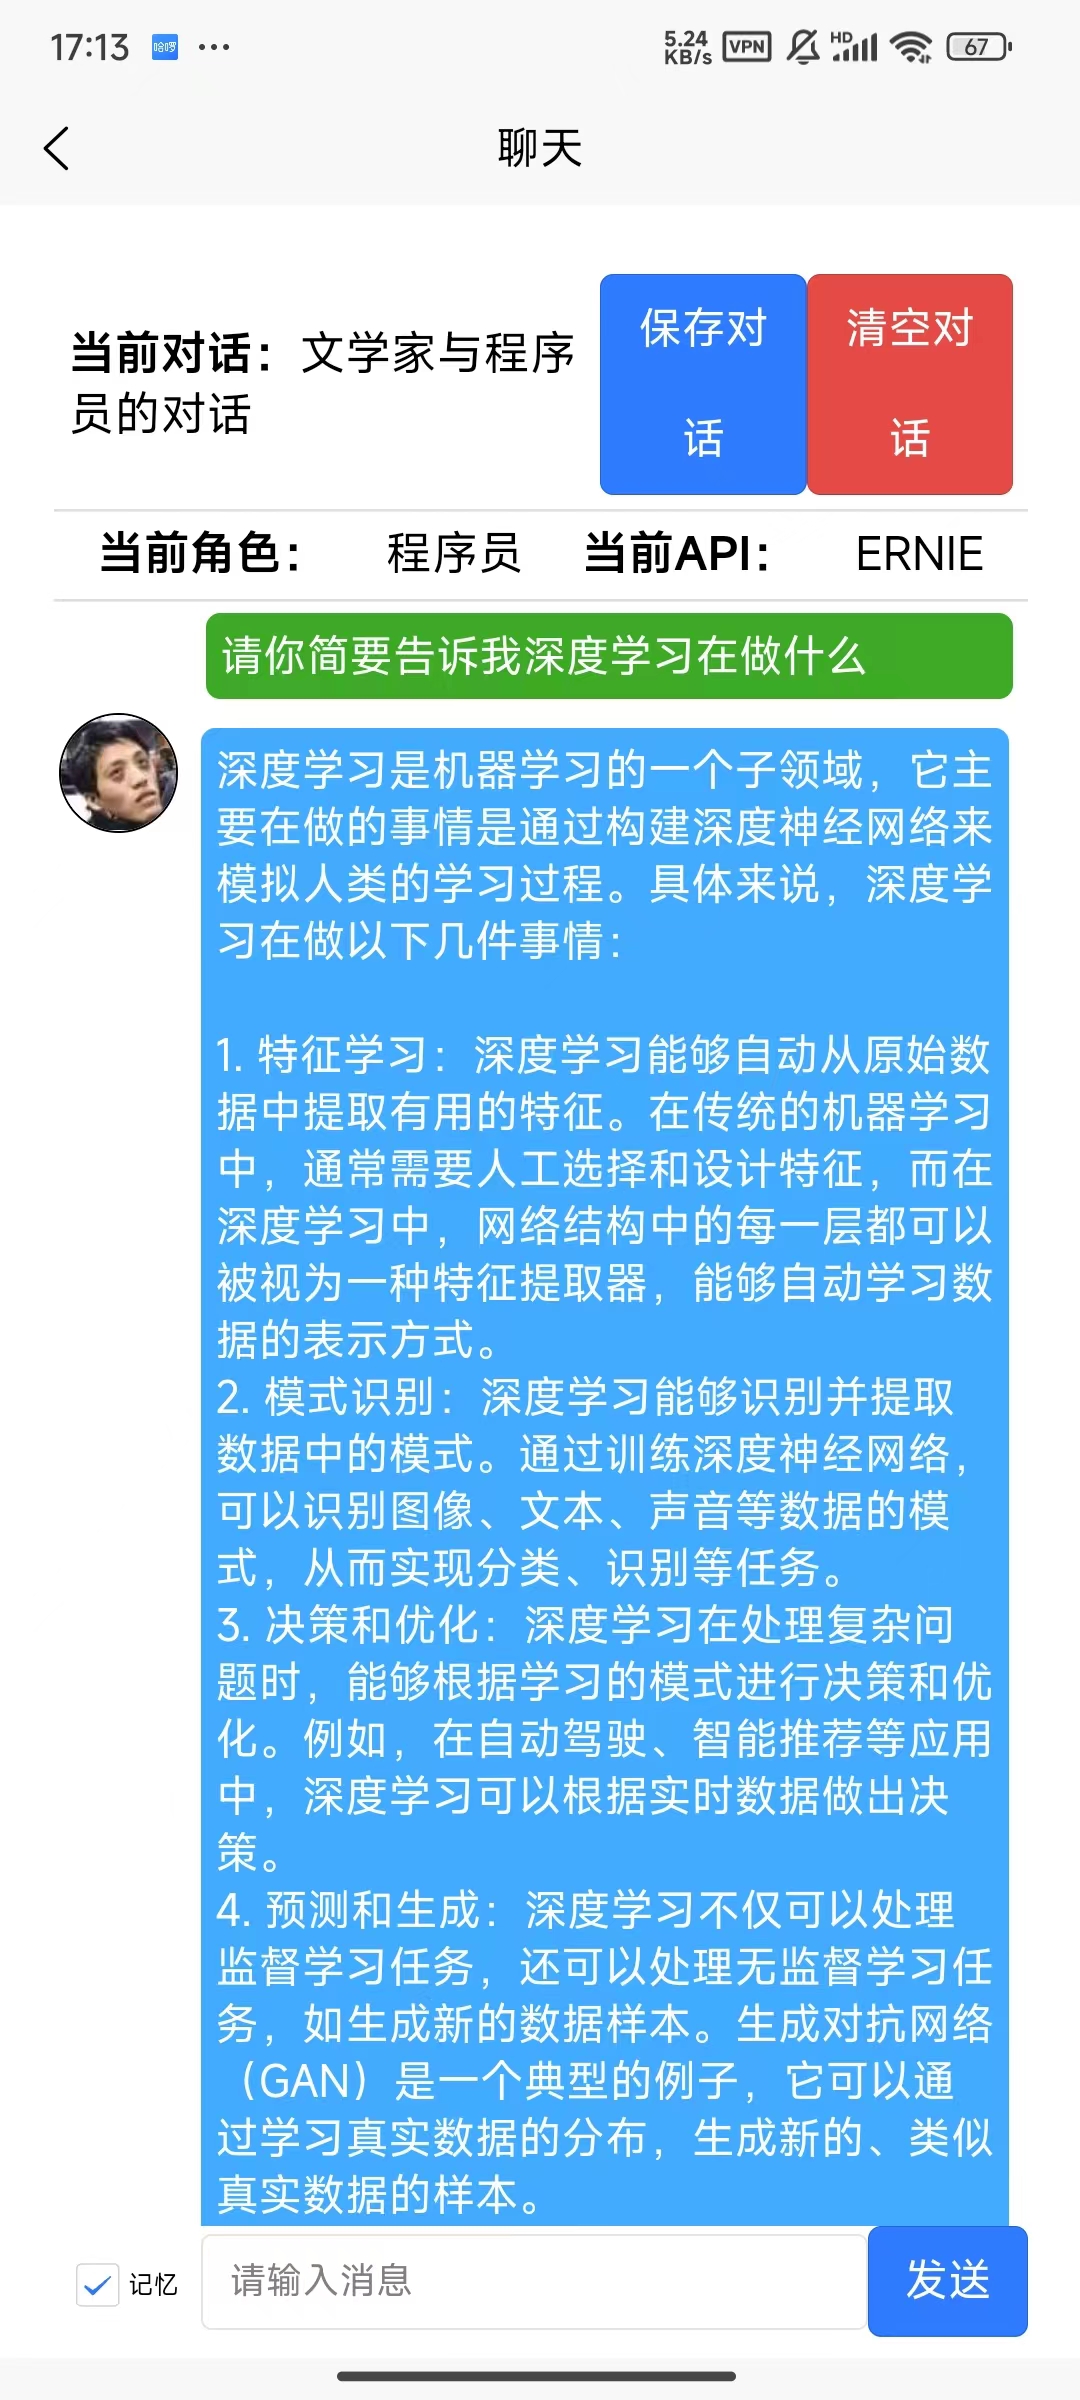 17:13 哈啰 ...
5.24 KB/s VPN HD 67
聊天
当前对话：文学家与程序
员的对话
保存对
话
清空对
话
当前角色： 程序员 当前API： ERNIE
请你简要告诉我深度学习在做什么
深度学习是机器学习的一个子领域，它主
要在做的事情是通过构建深度神经网络来
模拟人类的学习过程。具体来说，深度学
习在做以下几件事情：
1. 特征学习：深度学习能够自动从原始数
据中提取有用的特征。在传统的机器学习
中，通常需要人工选择和设计特征，而在
深度学习中，网络结构中的每一层都可以
被视为一种特征提取器，能够自动学习数
据的表示方式。
2. 模式识别：深度学习能够识别并提取
数据中的模式。通过训练深度神经网络，
可以识别图像、文本、声音等数据的模
式，从而实现分类、识别等任务。
3. 决策和优化：深度学习在处理复杂问
题时，能够根据学习的模式进行决策和优
化。例如，在自动驾驶、智能推荐等应用
中，深度学习可以根据实时数据做出决
策。
4. 预测和生成：深度学习不仅可以处理
监督学习任务，还可以处理无监督学习任
务，如生成新的数据样本。生成对抗网络
（GAN）是一个典型的例子，它可以通
过学习真实数据的分布，生成新的、类似
真实数据的样本。
记忆 请输入消息 发送